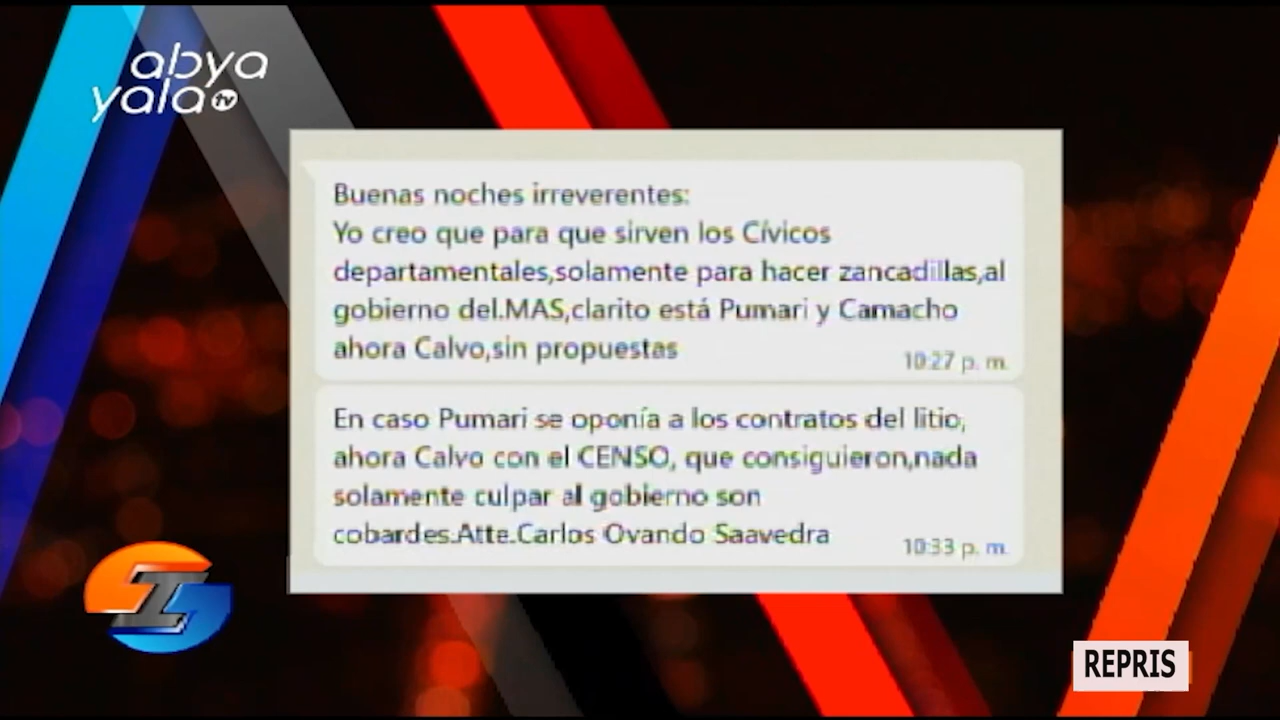 abya
yala tv
Buenas noches irreverentes:
Yo creo que para que sirven los Cívicos
departamentales,solamente para hacer zancadillas,al
gobierno del.MAS,clarito está Pumari y Camacho
ahora Calvo,sin propuestas
10:27 p. m.
En caso Pumari se oponía a los contratos del litio,
ahora Calvo con el CENSO, que consiguieron,nada
solamente culpar al gobierno son
cobardes.Atte.Carlos Ovando Saavedra
10:33 p. m.
REPRIS